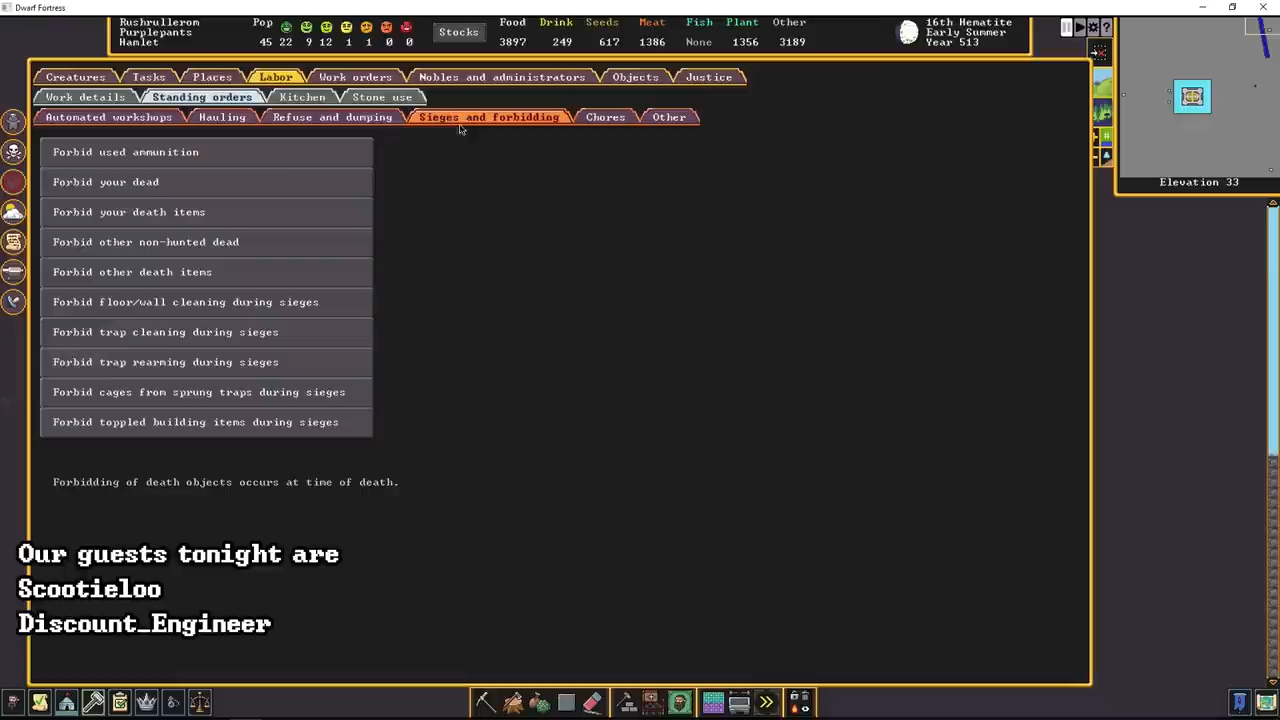 Dwarf Fortress
Rushrullerom
Purplepants
Hamlet
Pop
45 22 9 12 1 1 0 0
Stocks
Food Drink Seeds Meat Fish Plant Other
3897 249 617 1386 None 1356 3189
16th Hematite
Early Summer
Year 513
Creatures Tasks Places Labor Work orders Nobles and administrators Objects Justice
Work details Standing orders Kitchen Stone use
Automated workshops Hauling Refuse and dumping Sieges and forbidding Chores Other
Forbid used ammunition
Forbid your dead
Forbid your death items
Forbid other non-hunted dead
Forbid other death items
Forbid floor/wall cleaning during sieges
Forbid trap cleaning during sieges
Forbid trap rearming during sieges
Forbid cages from sprung traps during sieges
Forbid toppled building items during sieges
Forbidding of death objects occurs at time of death.
Elevation 33
Our guests tonight are
Scootieloo
Discount_Engineer